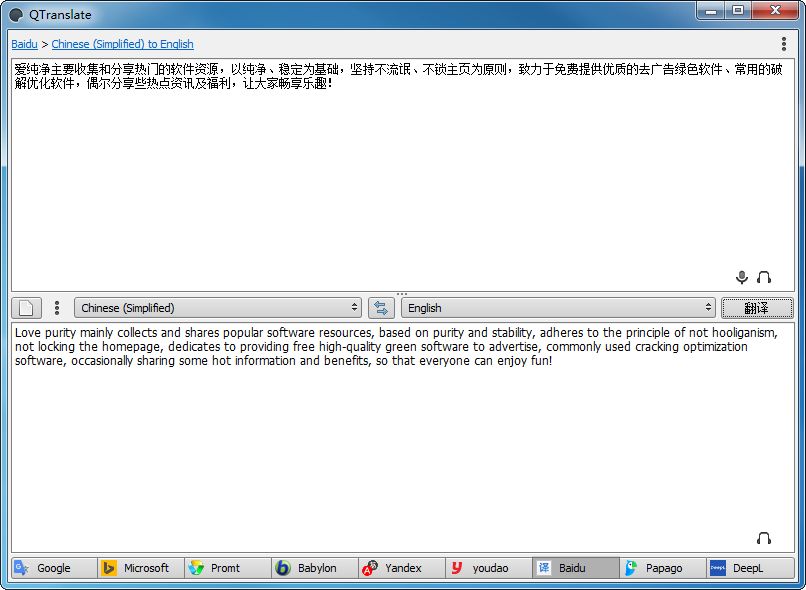 QTranslate
Baidu > Chinese (Simplified) to English
爱纯净主要收集和分享热门的软件资源，以纯净、稳定为基础，坚持不流氓、不锁主页为原则，致力于免费提供优质的去广告绿色软件、常用的破
解优化软件，偶尔分享些热点资讯及福利，让大家畅享乐趣！
Chinese (Simplified) English 翻译
Love purity mainly collects and shares popular software resources, based on purity and stability, adheres to the principle of not hooliganism,
not locking the homepage, dedicates to providing free high-quality green software to advertise, commonly used cracking optimization
software, occasionally sharing some hot information and benefits, so that everyone can enjoy fun!
Google Microsoft Promt Babylon Yandex youdao 译 Baidu Papago DeepL DeepL